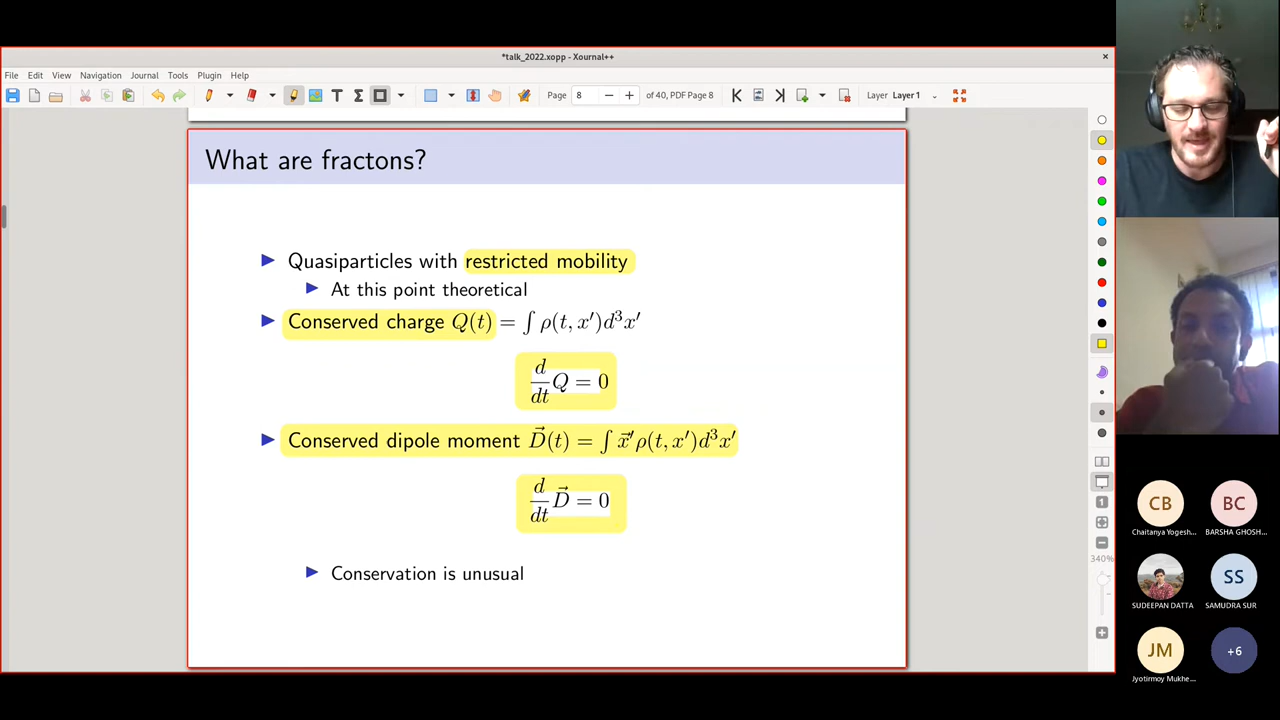 *talk_2022.xopp - Xournal++
×
File Edit View Navigation Journal Tools Plugin Help
Page 8 of 40, PDF Page 8 Layer Layer 1
What are fractons?
▶ Quasiparticles with restricted mobility
▶ At this point theoretical
▶ Conserved charge Q(t) = ∫ ρ(t, x′)d³x′
d/dt Q = 0
▶ Conserved dipole moment D⃗(t) = ∫ x⃗′ρ(t, x′)d³x′
d/dt D⃗ = 0
▶ Conservation is unusual
340%
CB BC
Chaitanya Yogesh... BARSHA GHOSH...
SS
SUDEEPAN DATTA SAMUDRA SUR
JM +6
Jyotirmoy Mukhe...